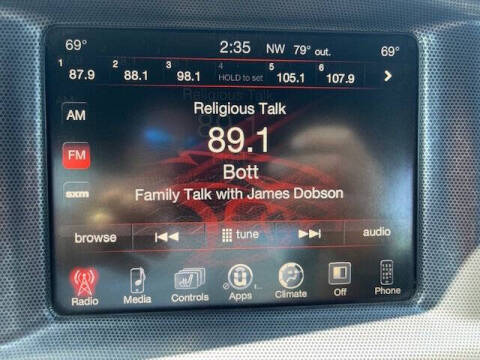 69° 2:35 NW 79° out. 69°
1 87.9 2 88.1 3 98.1 4 HOLD to set 5 105.1 6 107.9
AM
Religious Talk
FM
89.1
Bott
sxm
Family Talk with James Dobson
browse tune audio
Radio Media Controls Apps Climate Off Phone